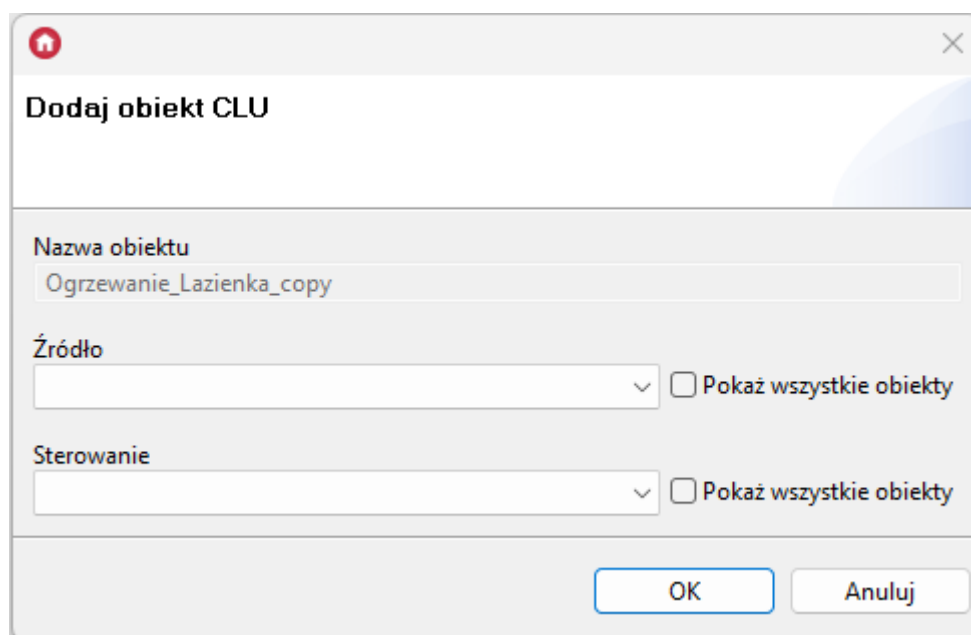 Dodaj obiekt CLU
Nazwa obiektu
Ogrzewanie_Lazienka_copy
Źródło
Pokaż wszystkie obiekty
Sterowanie
Pokaż wszystkie obiekty
OK
Anuluj